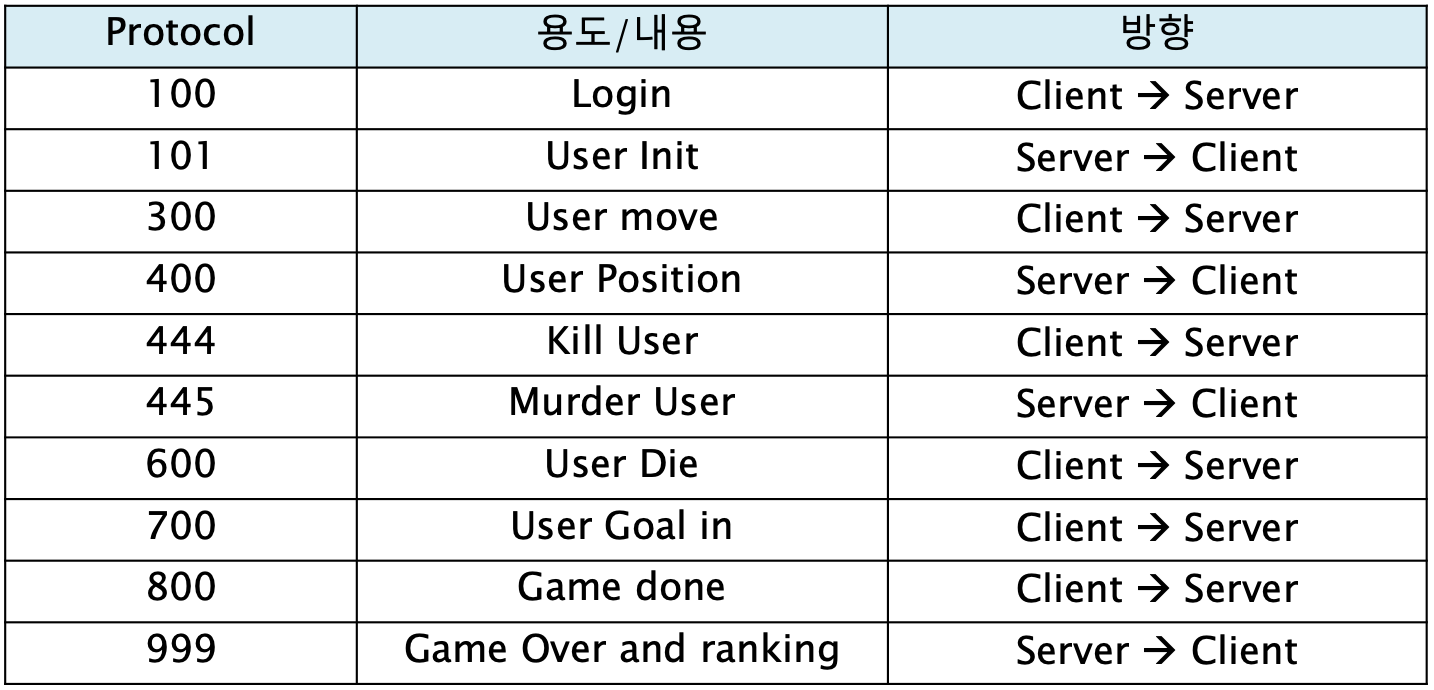 Protocol 용도/내용 방향
100 Login Client → Server
101 User Init Server → Client
300 User move Client → Server
400 User Position Server → Client
444 Kill User Client → Server
445 Murder User Server → Client
600 User Die Client → Server
700 User Goal in Client → Server
800 Game done Client → Server
999 Game Over and ranking Server → Client